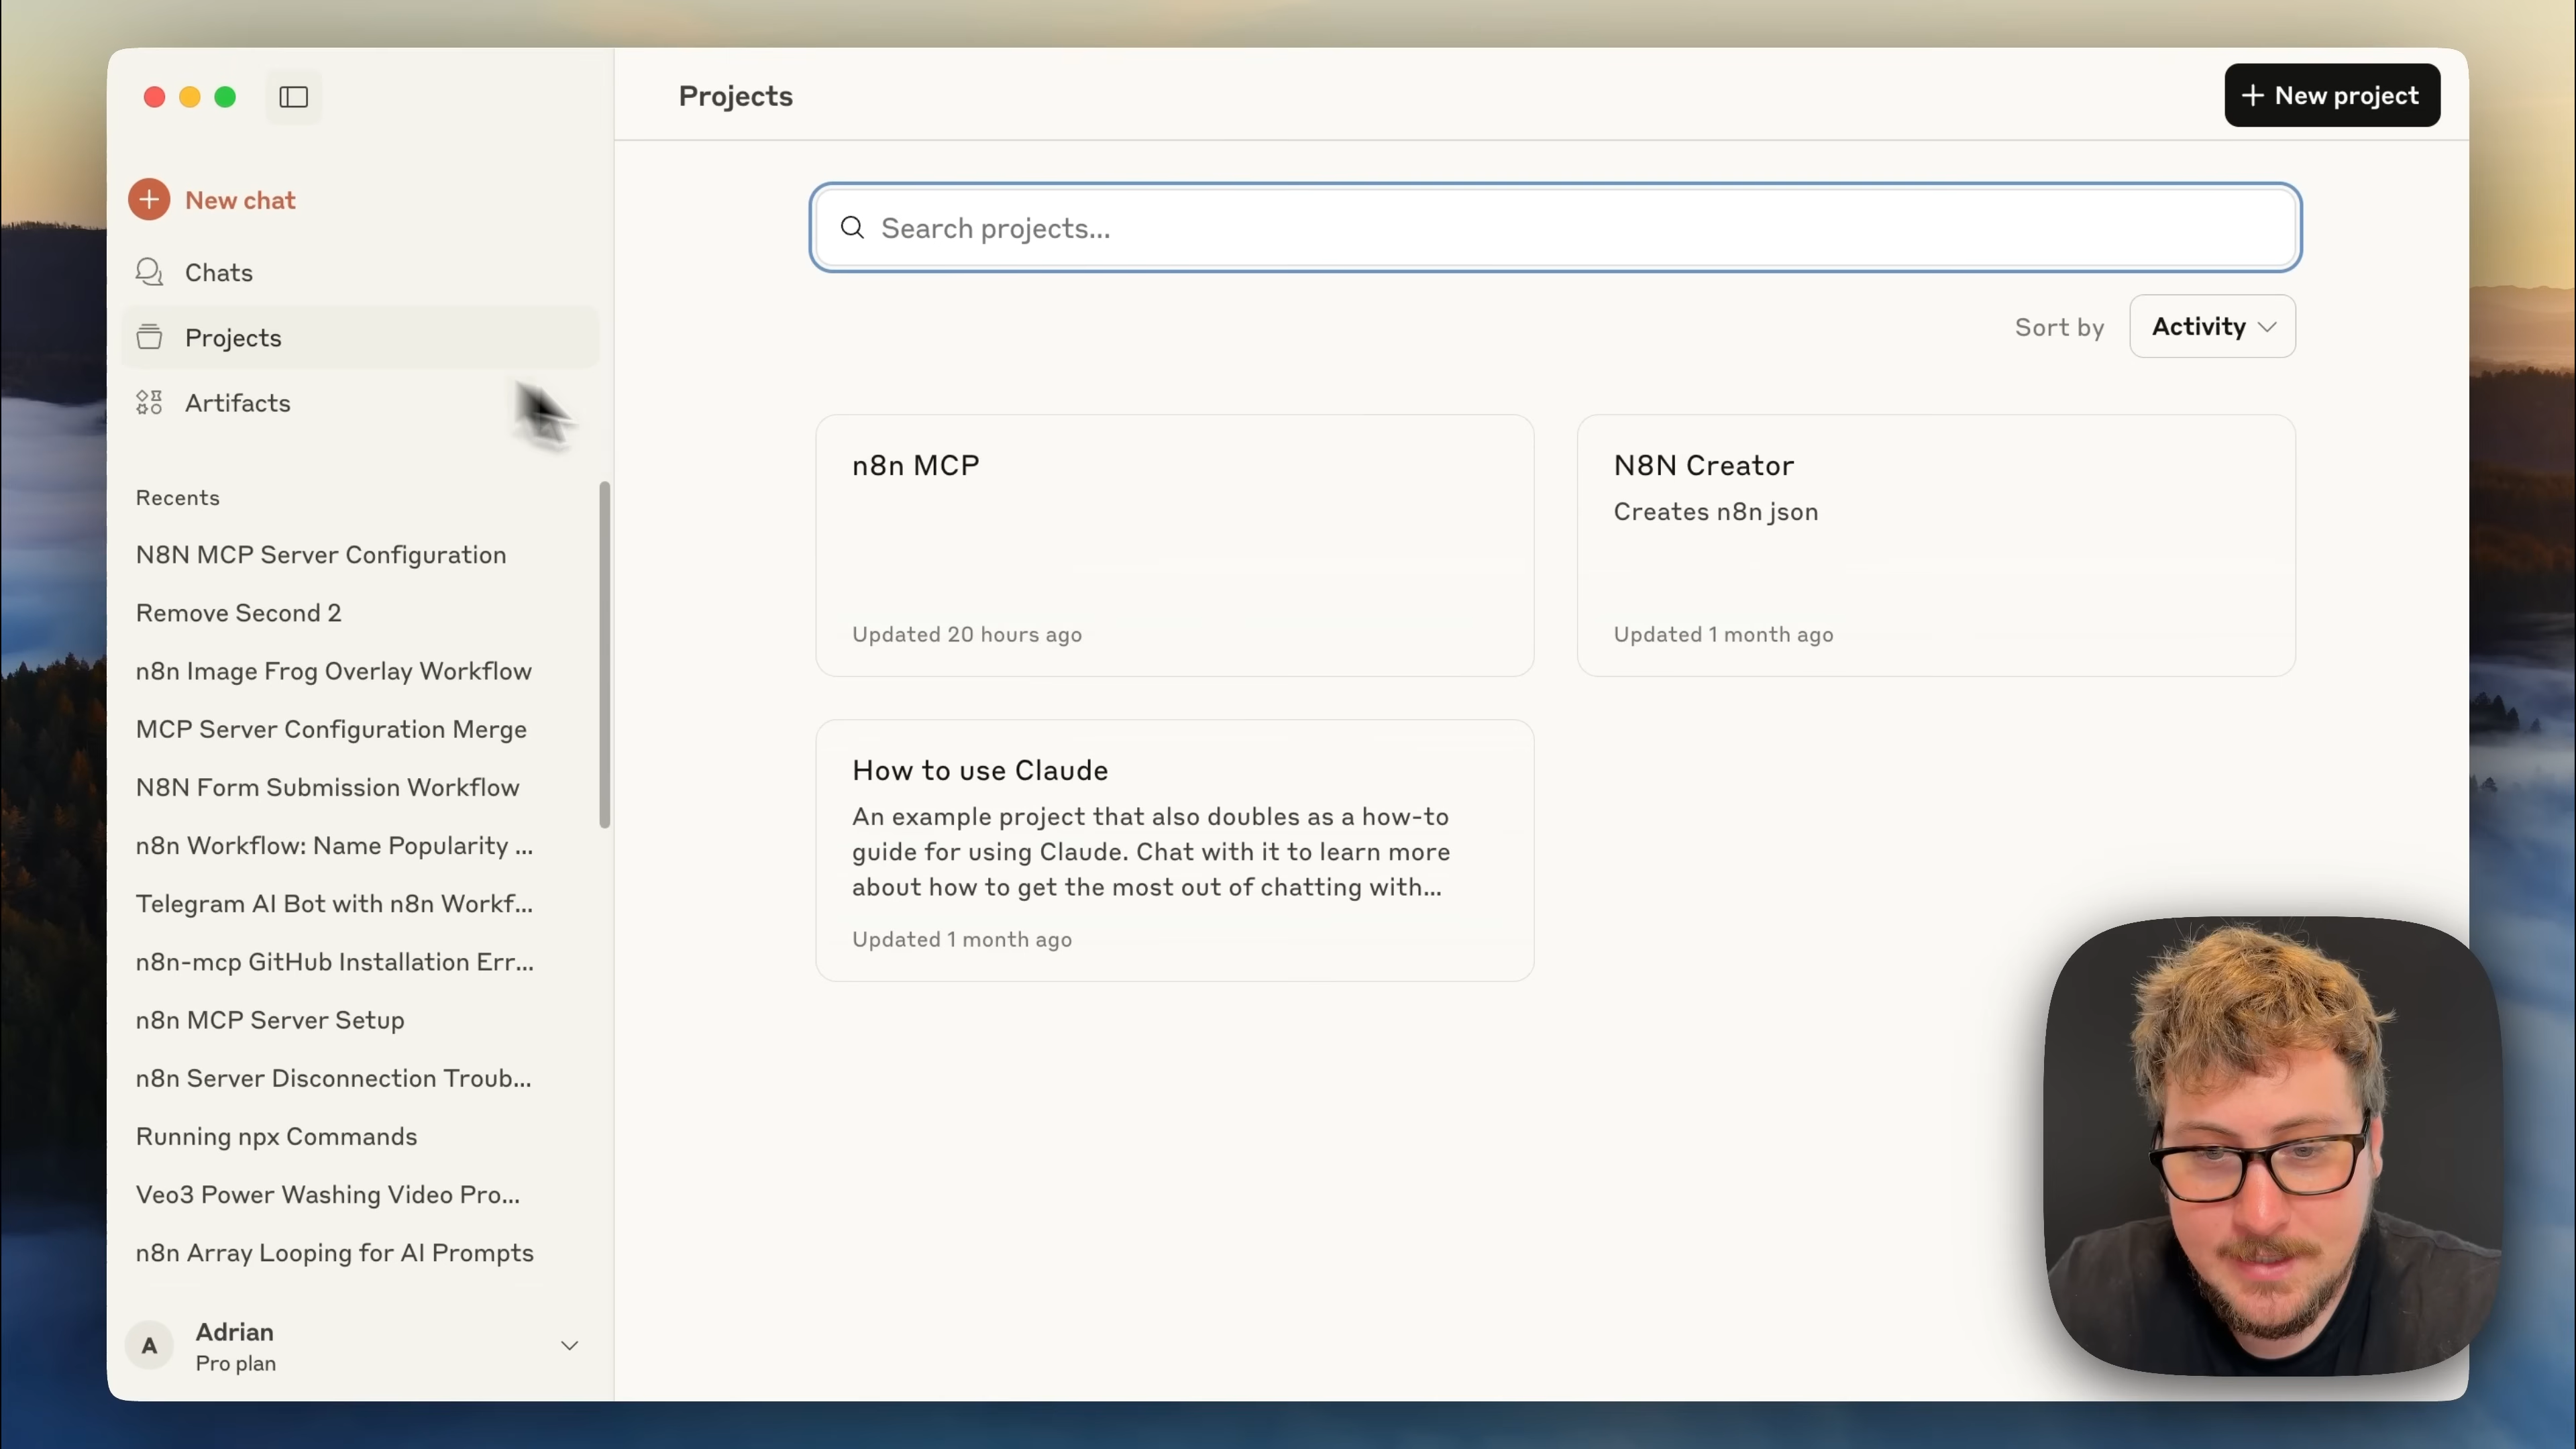 Projects
New project
New chat
Chats
Projects
Artifacts
Recents
N8N MCP Server Configuration
Remove Second 2
n8n Image Frog Overlay Workflow
MCP Server Configuration Merge
N8N Form Submission Workflow
n8n Workflow: Name Popularity ...
Telegram AI Bot with n8n Workf...
n8n-mcp GitHub Installation Err...
n8n MCP Server Setup
n8n Server Disconnection Troub...
Running npx Commands
Veo3 Power Washing Video Pro...
n8n Array Looping for AI Prompts
A
Adrian
Pro plan
Search projects...
Sort by
Activity
n8n MCP
Updated 20 hours ago
N8N Creator
Creates n8n json
Updated 1 month ago
How to use Claude
An example project that also doubles as a how-to
guide for using Claude. Chat with it to learn more
about how to get the most out of chatting with...
Updated 1 month ago